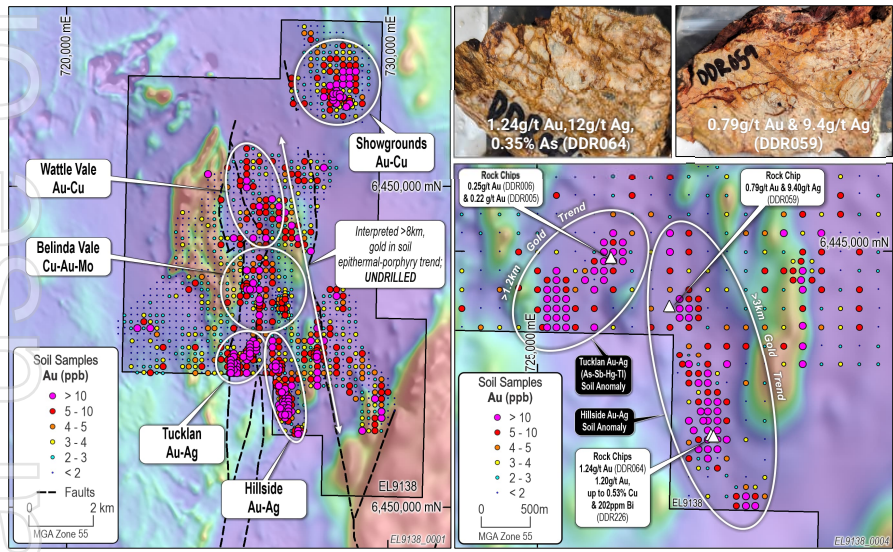 720,000 mE
730,000 mE
Showgrounds
Au-Cu
Wattle Vale
Au-Cu
6,450,000 mN
Belinda Vale
Cu-Au-Mo
Interpreted >8km,
gold in soil
epithermal-porphyry trend;
UNDRILLED
Soil Samples
Au (ppb)
> 10
5 - 10
4 - 5
3 - 4
2 - 3
< 2
Faults
0
2 km
MGA Zone 55
Tucklan
Au-Ag
Hillside
Au-Ag
EL9138
6,450,000 mN
EL9138_0001
1.24g/t Au,12g/t Ag,
0.35% As (DDR064)
DDR059
0.79g/t Au & 9.4g/t Ag
(DDR059)
Rock Chips
0.25g/t Au (DDR006)
& 0.22 g/t Au (DDR005)
Rock Chip
0.79g/t Au & 9.40g/t Ag
(DDR059)
6,445,000 mN
>1.2km Gold Trend
>3km Gold Trend
725,000 mE
Tucklan Au-Ag
(As-Sb-Hg-Tl)
Soil Anomaly
Hillside Au-Ag
Soil Anomaly
Soil Samples
Au (ppb)
> 10
5 - 10
4 - 5
3 - 4
2 - 3
< 2
0
500m
MGA Zone 55
Rock Chips
1.24g/t Au (DDR064)
1.20g/t Au,
up to 0.53% Cu
& 202ppm Bi
(DDR226)
EL9138
EL9138_0004